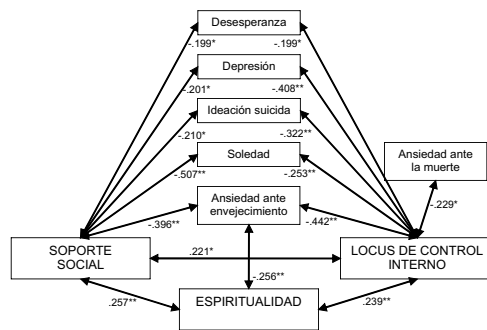 Desesperanza
-.199*
-.199*
Depresión
-.201*
-.408**
Ideación suicida
-.210*
-.322**
Soledad
Ansiedad ante
la muerte
-.507**
-.253**
Ansiedad ante
envejecimiento
-.229*
-.396**
-.442**
SOPORTE
SOCIAL
.221*
LOCUS DE CONTROL
INTERNO
-.256**
.257**
ESPIRITUALIDAD
.239**